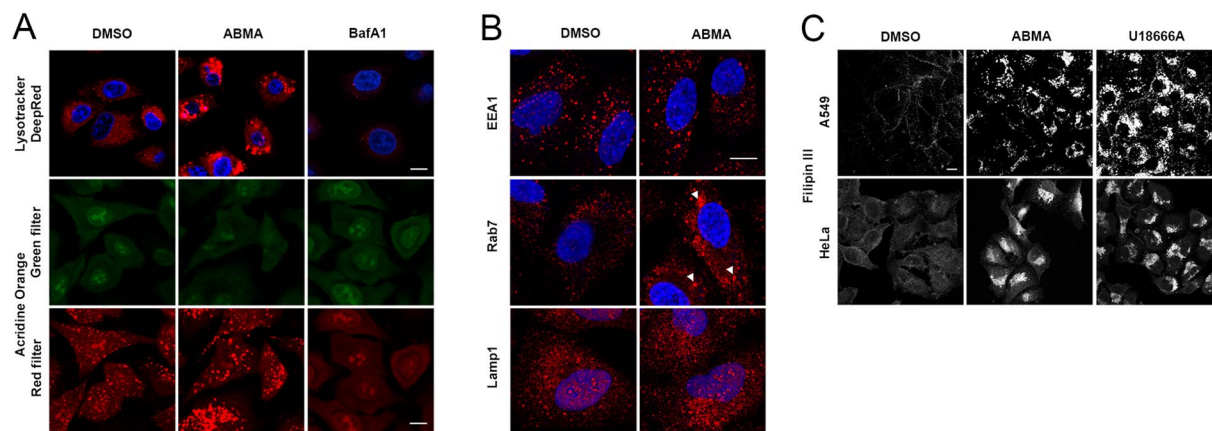 A
DMSO
ABMA
BafA1
Lysotracker
DeepRed
Acridine Orange
Green filter
Red filter
B
DMSO
ABMA
EEA1
Rab7
Lamp1
C
DMSO
ABMA
U18666A
Filipin III
A549
HeLa